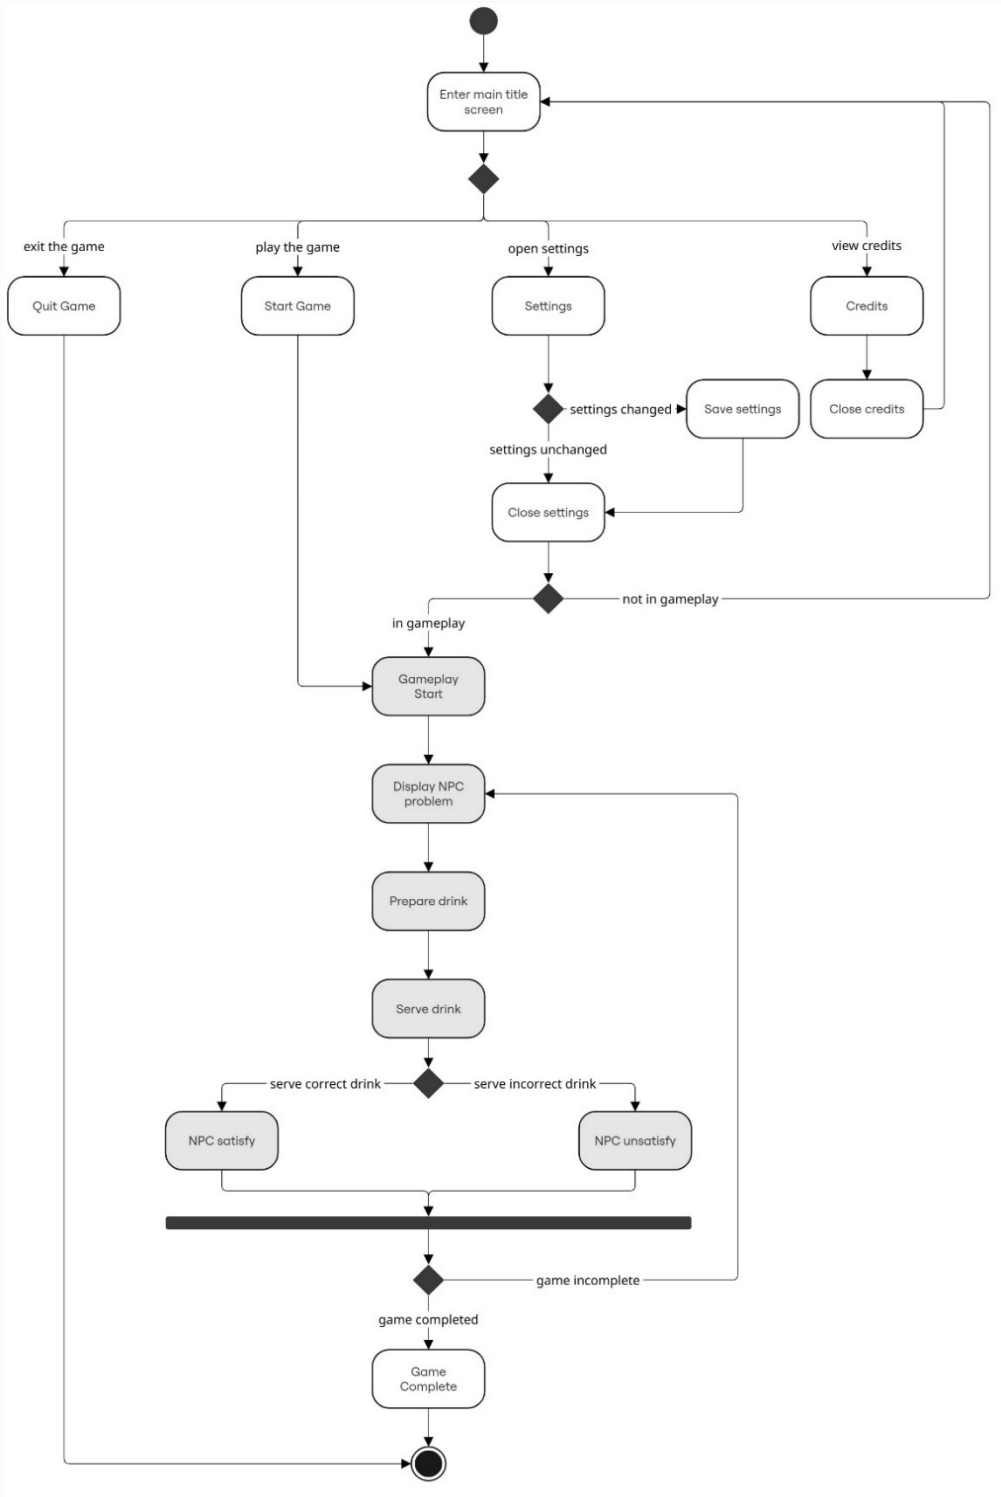 Enter main title
screen
exit the game
play the game
open settings
view credits
Quit Game
Start Game
Settings
Credits
settings changed
Save settings
Close credits
settings unchanged
Close settings
not in gameplay
in gameplay
Gameplay
Start
Display NPC
problem
Prepare drink
Serve drink
serve correct drink
serve incorrect drink
NPC satisfy
NPC unsatisfy
game incomplete
game completed
Game
Complete